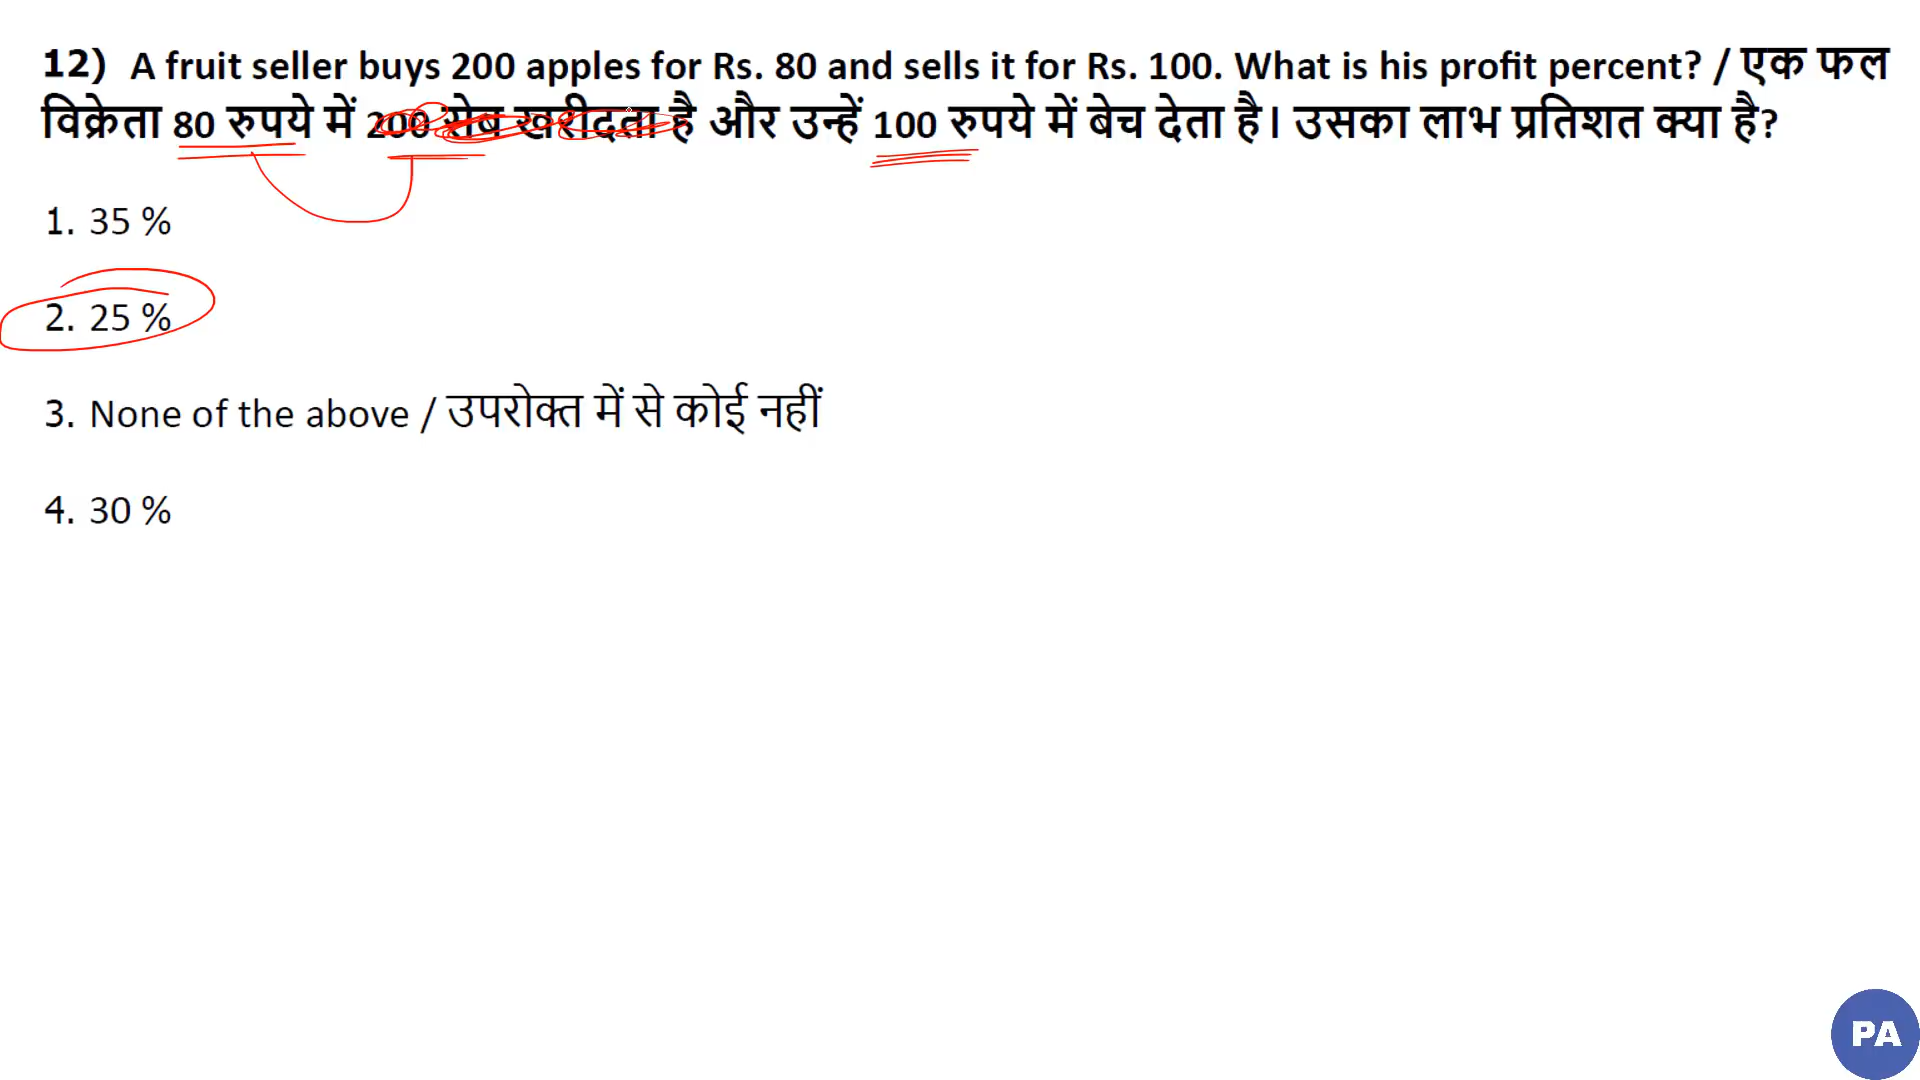 12) A fruit seller buys 200 apples for Rs. 80 and sells it for Rs. 100. What is his profit percent? / एक फल
विक्रेता 80 रुपये में 200 सेब खरीदता है और उन्हें 100 रुपये में बेच देता है। उसका लाभ प्रतिशत क्या है?
1. 35 %
2. 25 %
3. None of the above / उपरोक्त में से कोई नहीं
4. 30 %
PA